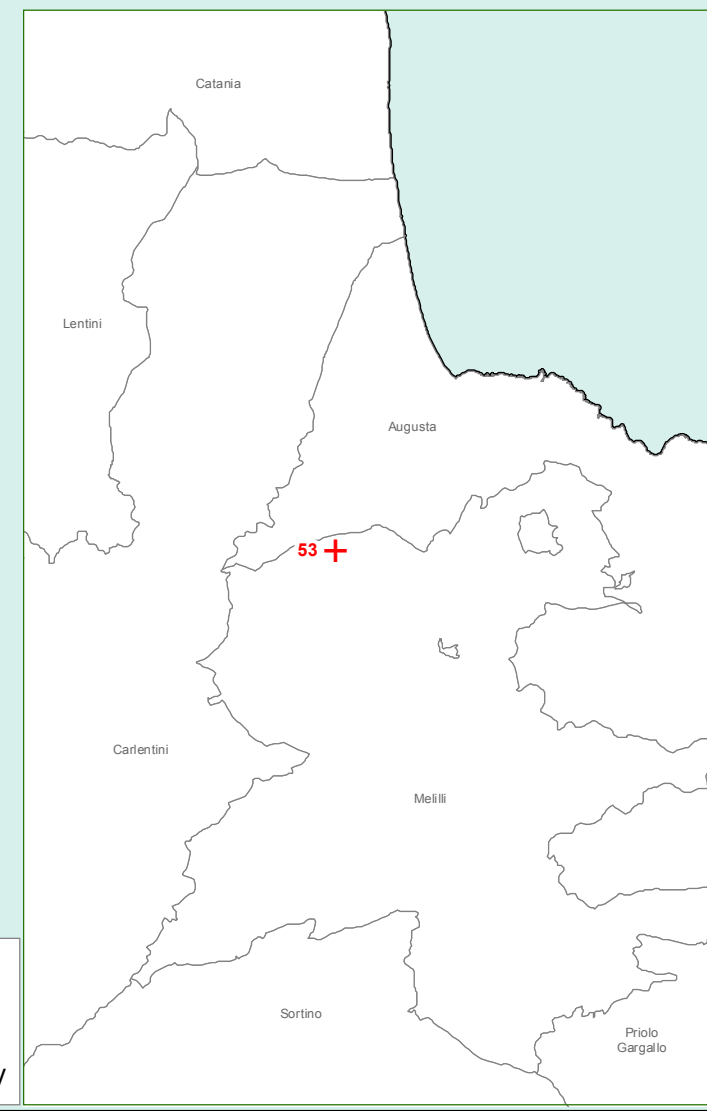 Catania
Lentini
Augusta
53
Carlentini
Melilli
Sortino
Priolo
Gargallo